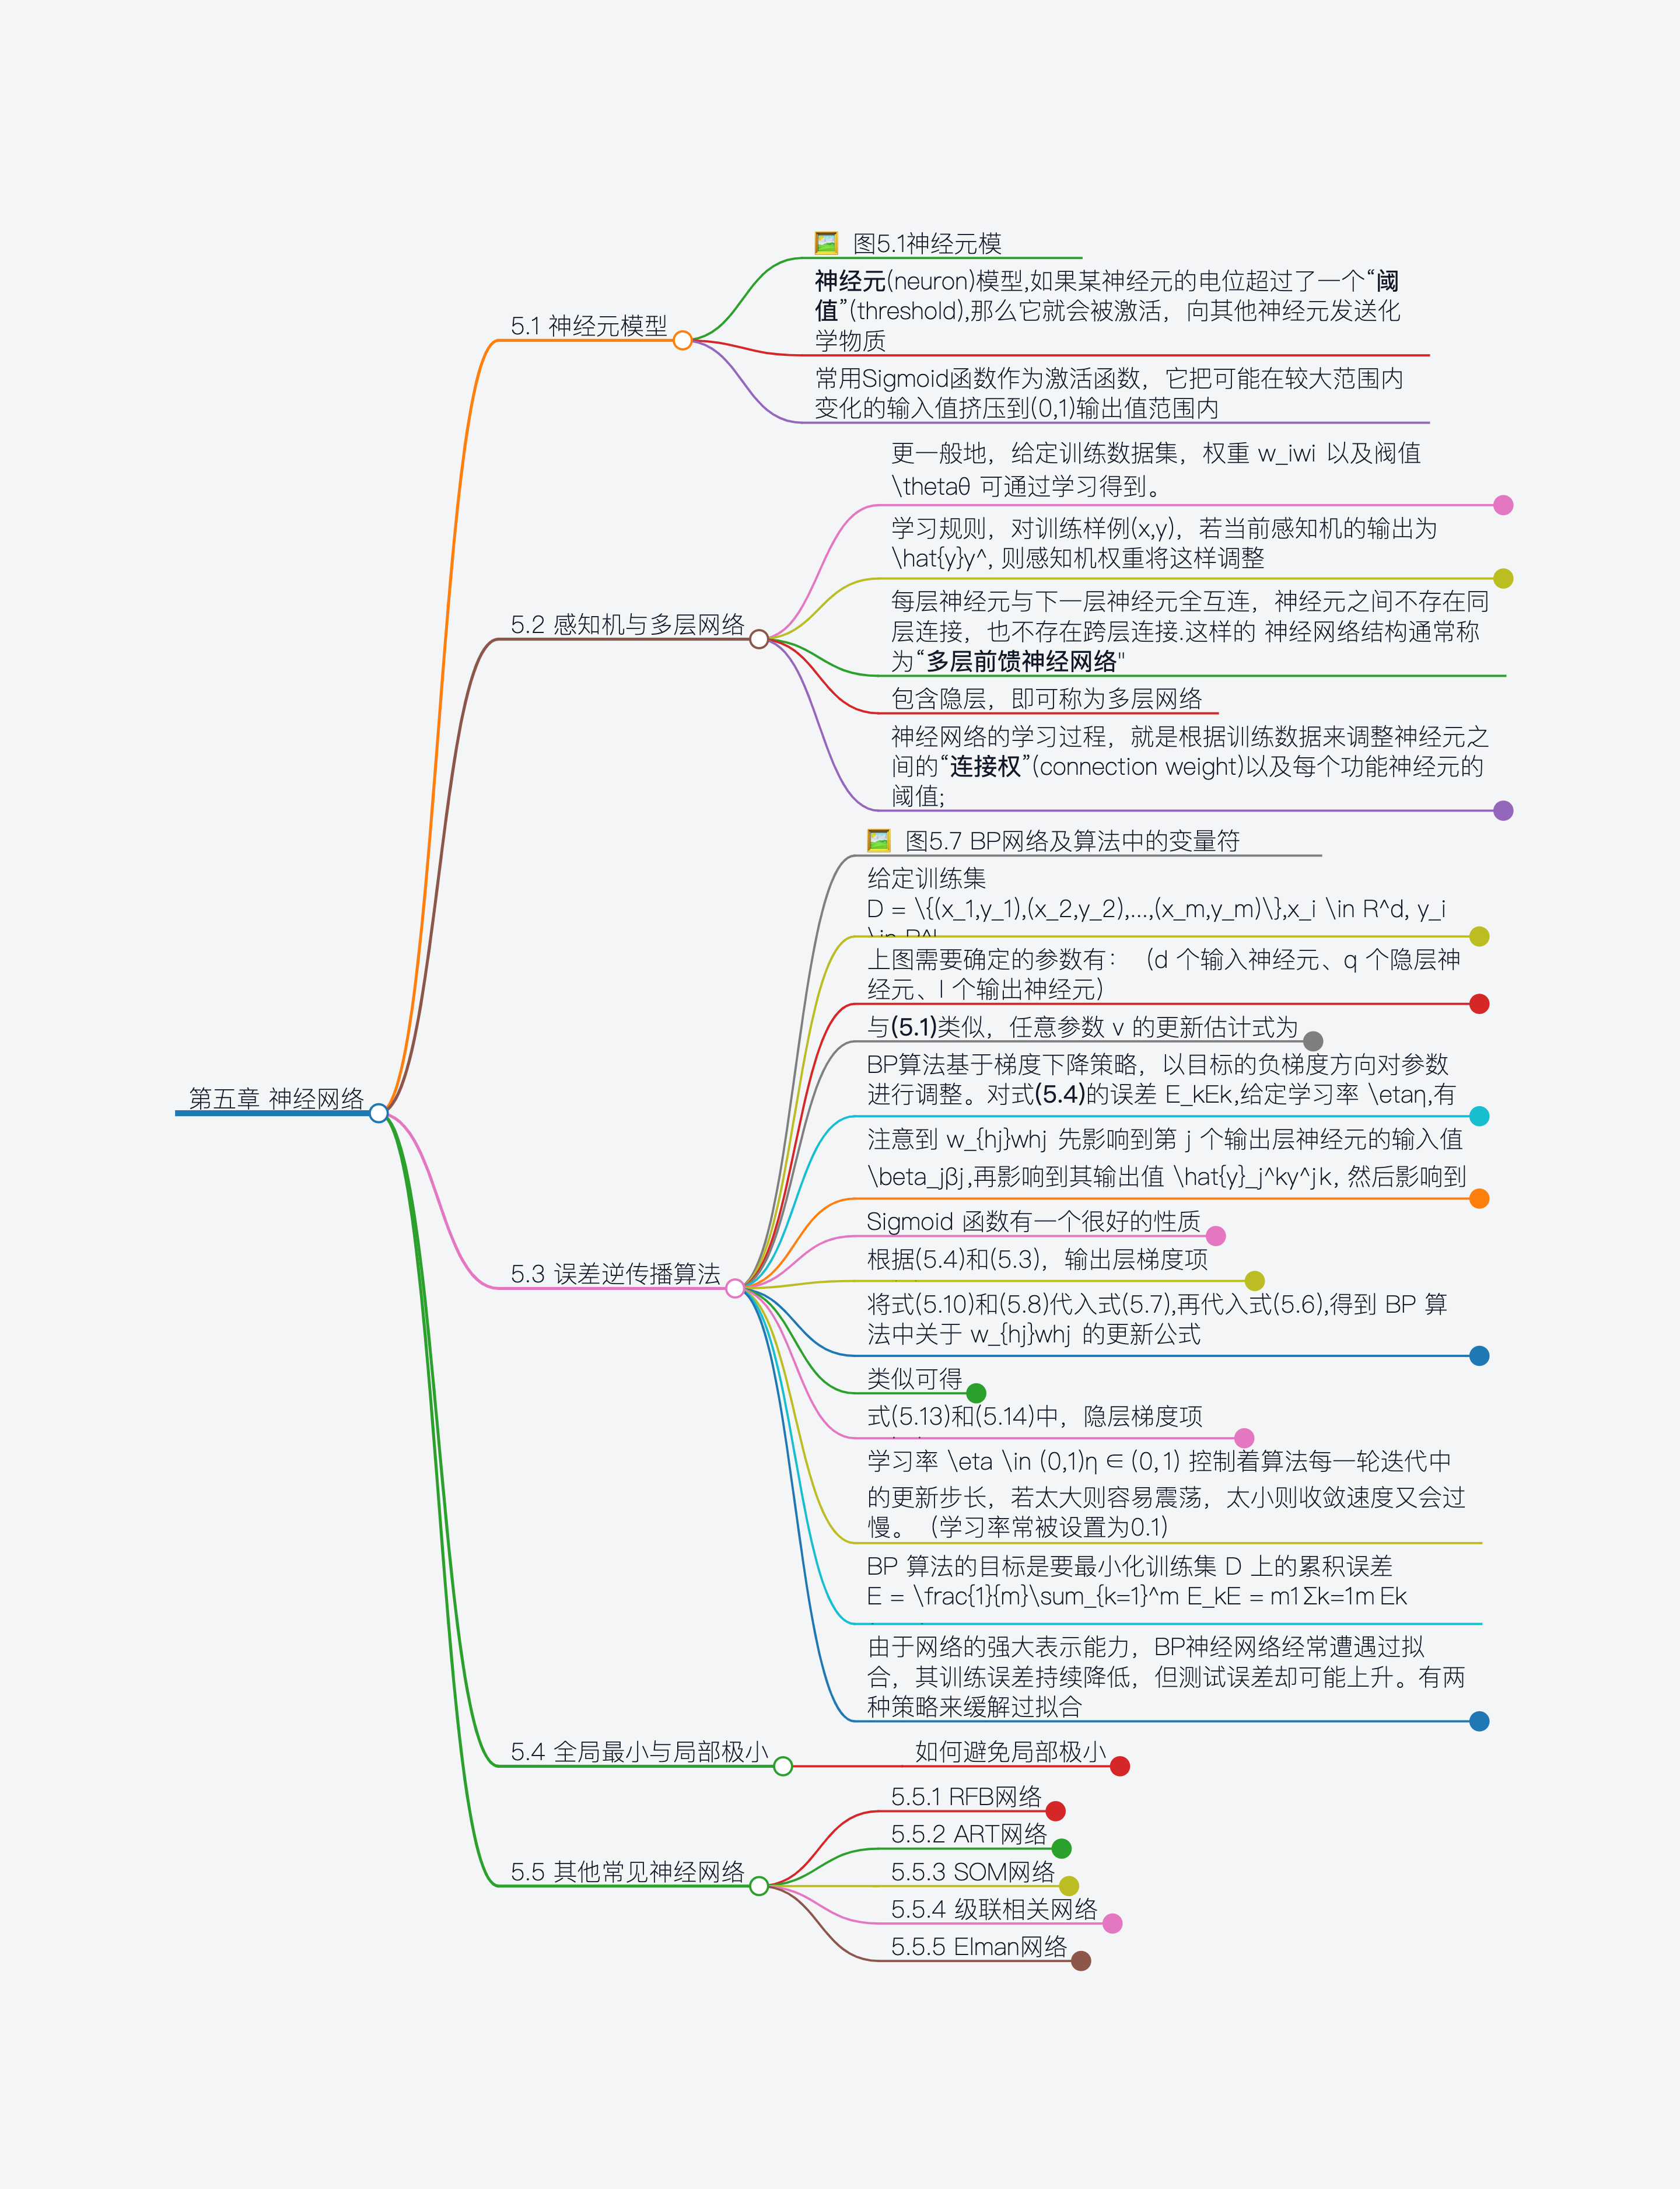 第五章 神经网络
5.1 神经元模型
图5.1神经元模
神经元(neuron)模型,如果某神经元的电位超过了一个“阈
值”(threshold),那么它就会被激活，向其他神经元发送化
学物质
常用Sigmoid函数作为激活函数，它把可能在较大范围内
变化的输入值挤压到(0,1)输出值范围内
5.2 感知机与多层网络
更一般地，给定训练数据集，权重 w_iwi 以及阀值
\thetaθ 可通过学习得到。
学习规则，对训练样例(x,y)，若当前感知机的输出为
\hat{y}y^, 则感知机权重将这样调整
每层神经元与下一层神经元全互连，神经元之间不存在同
层连接，也不存在跨层连接.这样的 神经网络结构通常称
为“多层前馈神经网络"
包含隐层，即可称为多层网络
神经网络的学习过程，就是根据训练数据来调整神经元之
间的“连接权”(connection weight)以及每个功能神经元的
阈值;
5.3 误差逆传播算法
图5.7 BP网络及算法中的变量符
给定训练集
D = \{(x_1,y_1),(x_2,y_2),...,(x_m,y_m)\},x_i \in R^d, y_i
上图需要确定的参数有：（d 个输入神经元、q 个隐层神
经元、l 个输出神经元）
与(5.1)类似，任意参数 v 的更新估计式为
BP算法基于梯度下降策略，以目标的负梯度方向对参数
进行调整。对式(5.4)的误差 E_kEk,给定学习率 \etaη,有
注意到 w_{hj}whj 先影响到第 j 个输出层神经元的输入值
\beta_jβj,再影响到其输出值 \hat{y}_j^ky^jk, 然后影响到
Sigmoid 函数有一个很好的性质
根据(5.4)和(5.3)，输出层梯度项
将式(5.10)和(5.8)代入式(5.7),再代入式(5.6),得到 BP 算
法中关于 w_{hj}whj 的更新公式
类似可得
式(5.13)和(5.14)中，隐层梯度项
学习率 \eta \in (0,1)η ∈ (0,1) 控制着算法每一轮迭代中
的更新步长，若太大则容易震荡，太小则收敛速度又会过
慢。（学习率常被设置为0.1）
BP 算法的目标是要最小化训练集 D 上的累积误差
E = \frac{1}{m}\sum_{k=1}^m E_kE = m1Σk=1m Ek
由于网络的强大表示能力，BP神经网络经常遭遇过拟
合，其训练误差持续降低，但测试误差却可能上升。有两
种策略来缓解过拟合
5.4 全局最小与局部极小
如何避免局部极小
5.5 其他常见神经网络
5.5.1 RFB网络
5.5.2 ART网络
5.5.3 SOM网络
5.5.4 级联相关网络
5.5.5 Elman网络